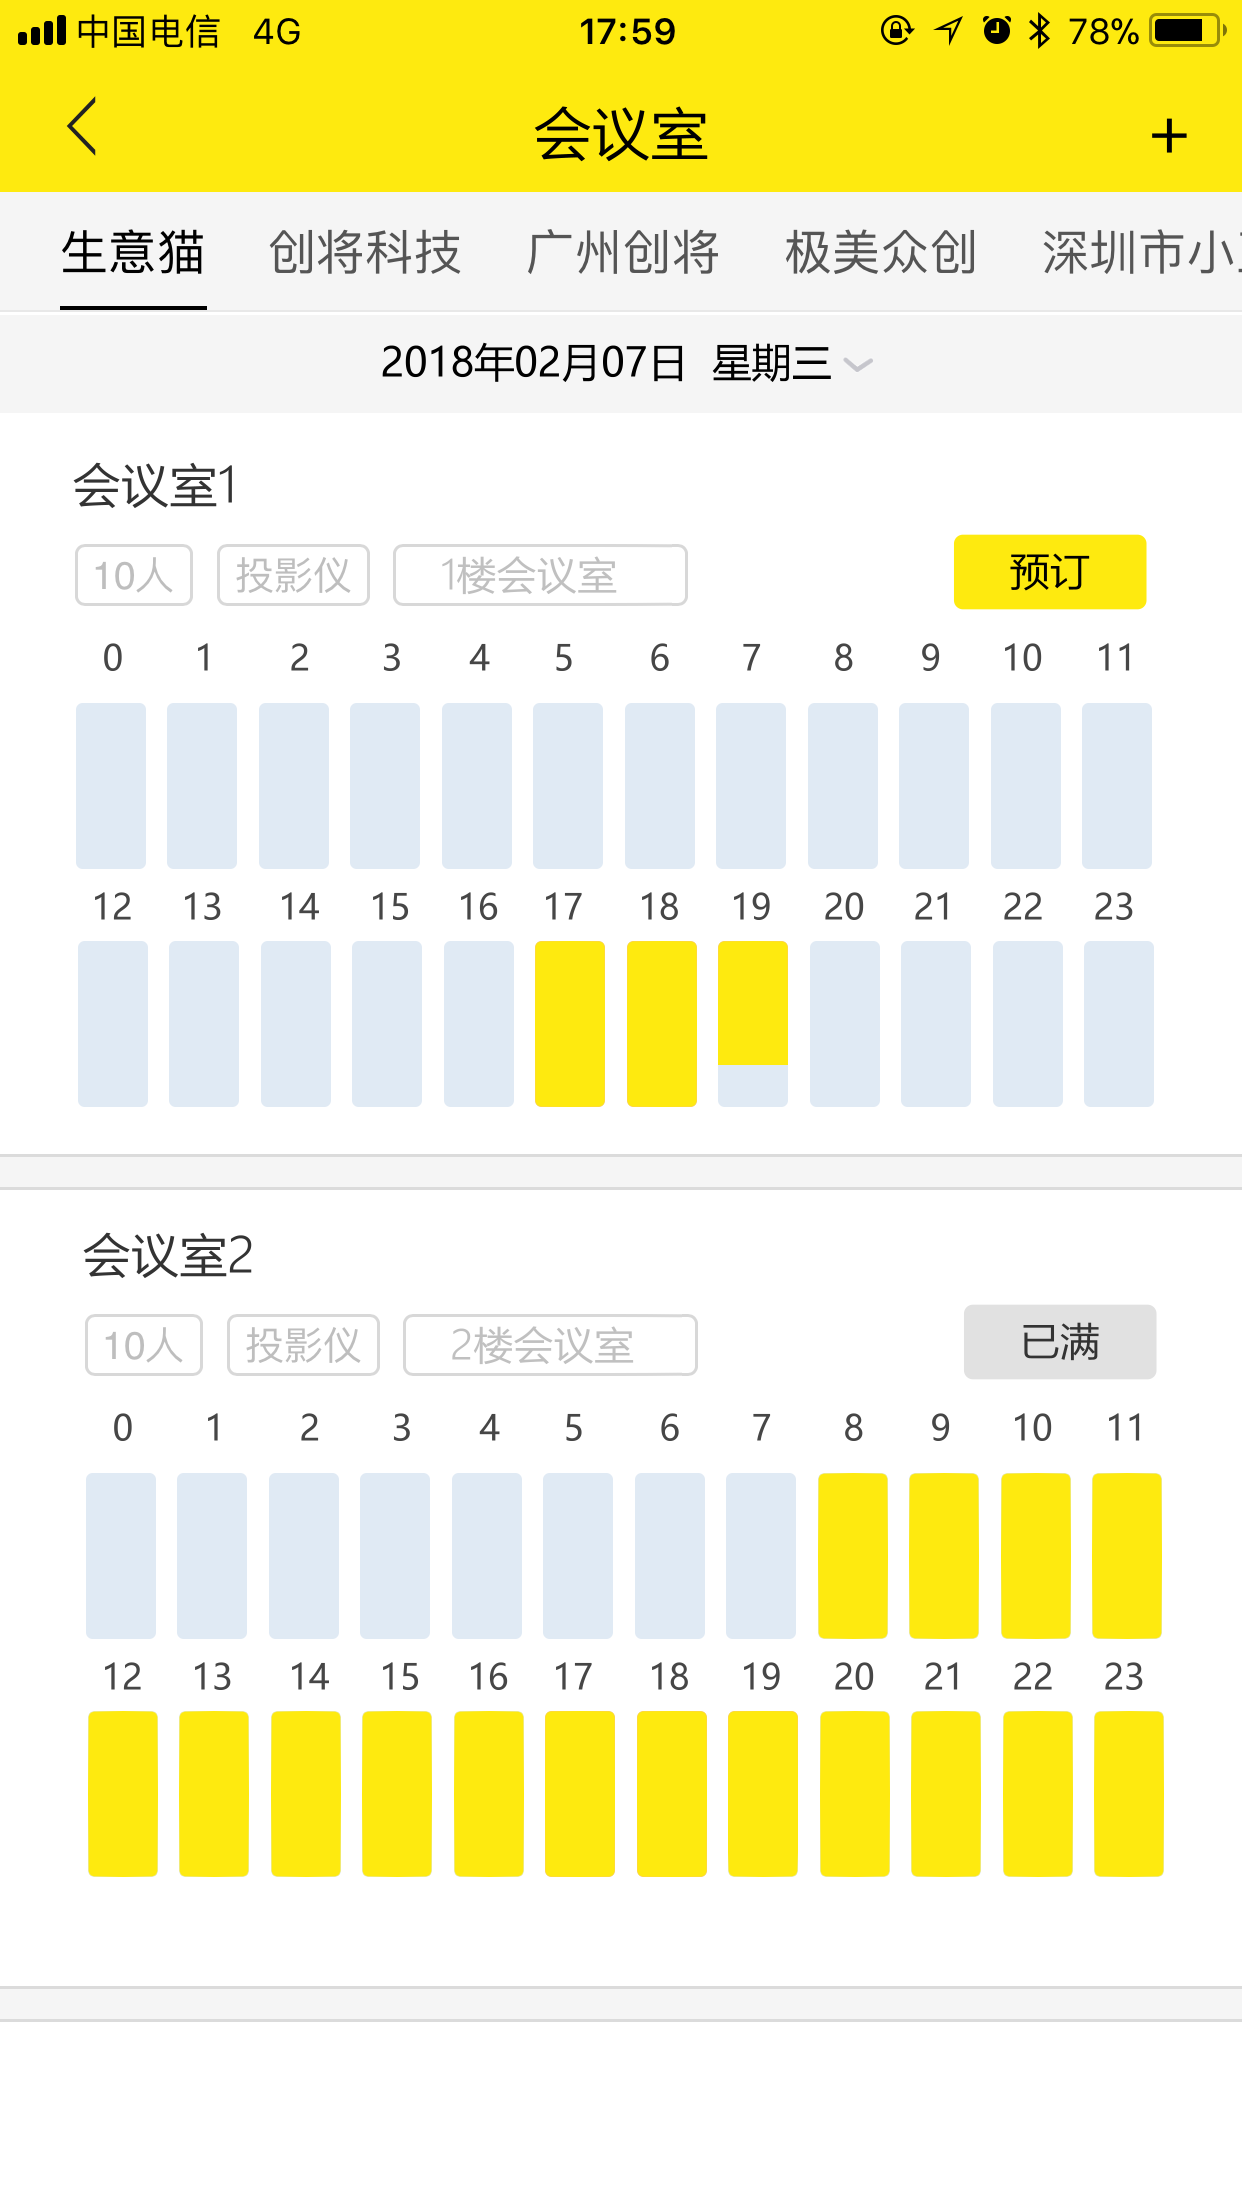 中国电信 4G 17:59 78%
会议室 +
生意猫 创将科技 广州创将 极美众创 深圳市小
2018年02月07日 星期三
会议室1
10人 投影仪 1楼会议室 预订
0 1 2 3 4 5 6 7 8 9 10 11
12 13 14 15 16 17 18 19 20 21 22 23
会议室2
10人 投影仪 2楼会议室 已满
0 1 2 3 4 5 6 7 8 9 10 11
12 13 14 15 16 17 18 19 20 21 22 23